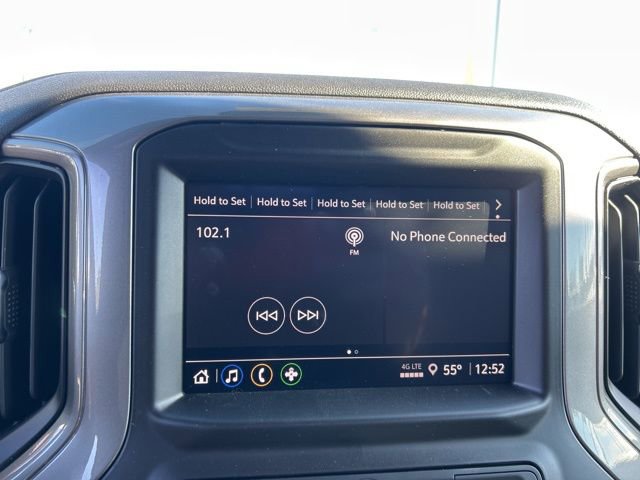 Hold to Set Hold to Set Hold to Set Hold to Set Hold to Set
102.1 FM No Phone Connected
4G LTE 55° 12:52